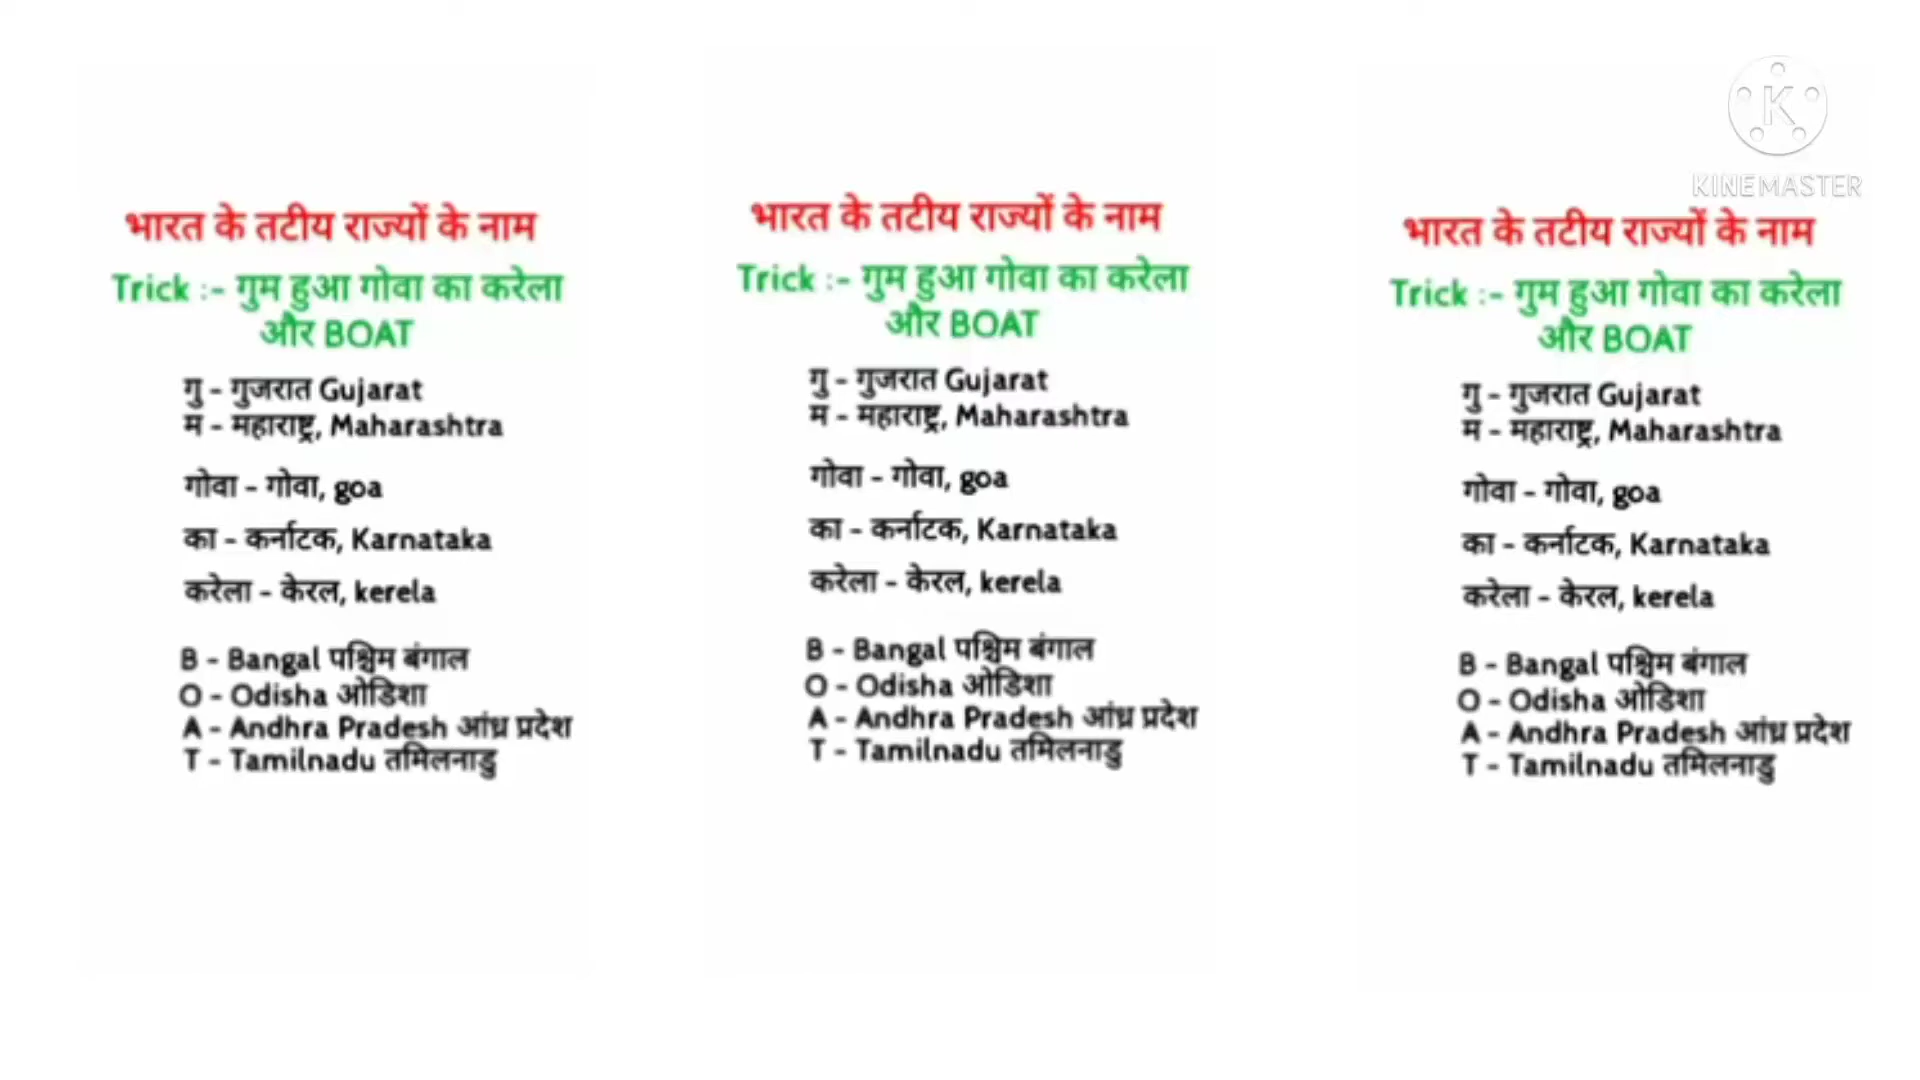 भारत के तटीय राज्यों के नाम
Trick :- गुम हुआ गोवा का करेला
और BOAT
गु - गुजरात Gujarat
म - महाराष्ट्र, Maharashtra
गोवा - गोवा, goa
का - कर्नाटक, Karnataka
करेला - केरल, kerela
B - Bangal पश्चिम बंगाल
O - Odisha ओडिशा
A - Andhra Pradesh आंध्र प्रदेश
T - Tamilnadu तमिलनाडु
भारत के तटीय राज्यों के नाम
Trick :- गुम हुआ गोवा का करेला
और BOAT
गु - गुजरात Gujarat
म - महाराष्ट्र, Maharashtra
गोवा - गोवा, goa
का - कर्नाटक, Karnataka
करेला - केरल, kerela
B - Bangal पश्चिम बंगाल
O - Odisha ओडिशा
A - Andhra Pradesh आंध्र प्रदेश
T - Tamilnadu तमिलनाडु
K
KINEMASTER
भारत के तटीय राज्यों के नाम
Trick :- गुम हुआ गोवा का करेला
और BOAT
गु - गुजरात Gujarat
म - महाराष्ट्र, Maharashtra
गोवा - गोवा, goa
का - कर्नाटक, Karnataka
करेला - केरल, kerela
B - Bangal पश्चिम बंगाल
O - Odisha ओडिशा
A - Andhra Pradesh आंध्र प्रदेश
T - Tamilnadu तमिलनाडु